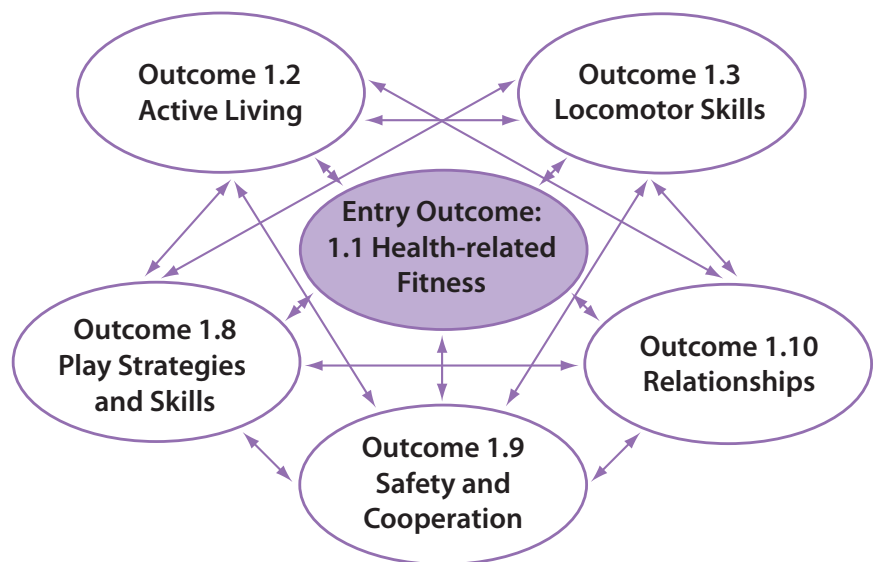 Outcome 1.2
Active Living
Outcome 1.3
Locomotor Skills
Entry Outcome:
1.1 Health-related
Fitness
Outcome 1.8
Play Strategies
and Skills
Outcome 1.10
Relationships
Outcome 1.9
Safety and
Cooperation